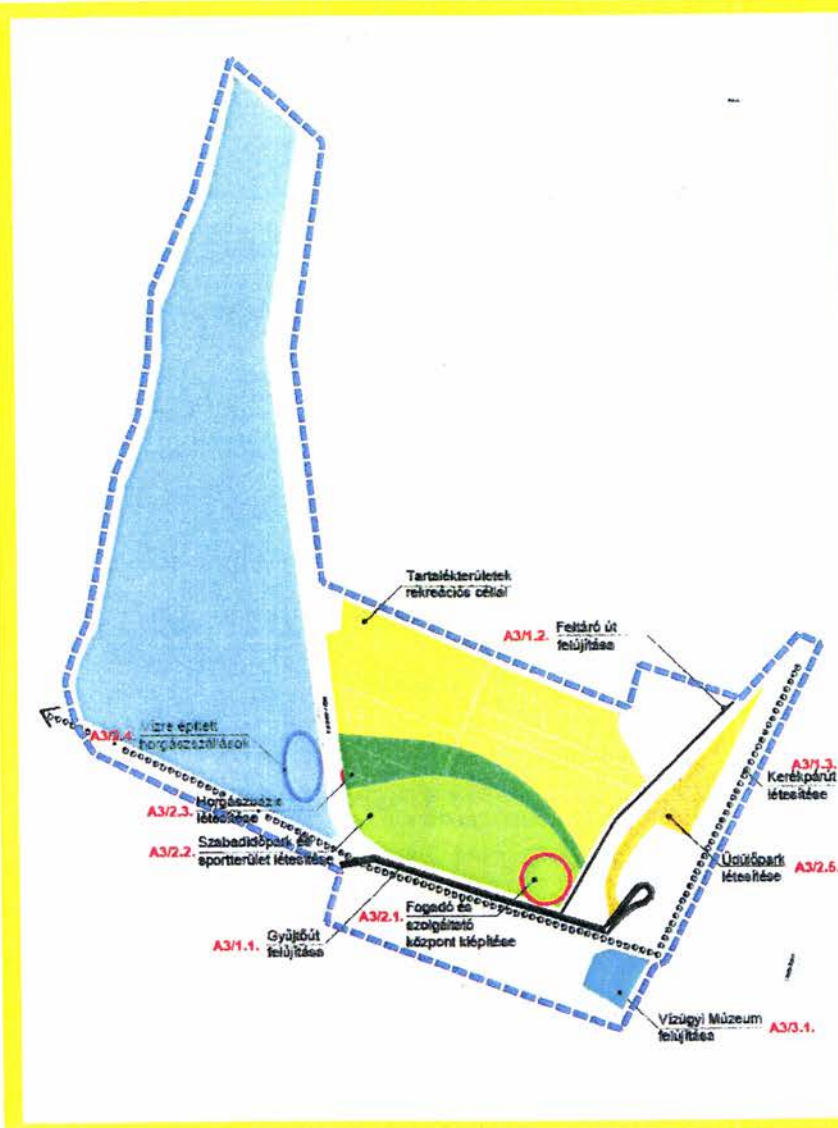 Tartalékterületek
rekreációs céllal
A3/1.2. Feltáró út
felújítása
A3/2.4. Vízre épített
horgászszállások
A3/1.3.
Kerékpárút
létesítése
A3/2.3. Horgászbázis
létesítése
A3/2.2. Szabadidőpark és
sportterület létesítése
Üdülőpark
létesítése A3/2.5.
A3/2.1. Fogadó és
szolgáltató
központ kiépítése
A3/1.1. Gyűjtőút
felújítása
Vízügyi Múzeum
felújítása A3/3.1.